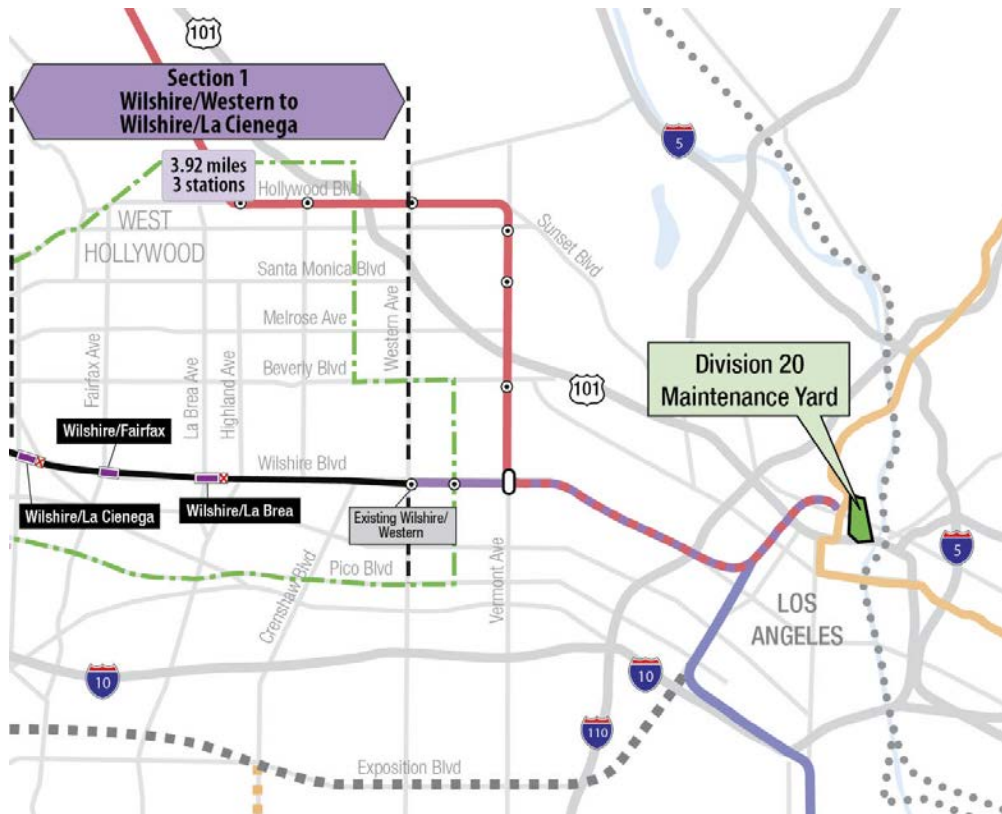 101
Section 1
Wilshire/Western to
Wilshire/La Cienega
3.92 miles
3 stations
Hollywood Blvd
WEST
HOLLYWOOD
Sunset Blvd
5
Santa Monica Blvd
Melrose Ave
Western Ave
Fairfax Ave
La Brea Ave
Highland Ave
Beverly Blvd
101
Division 20
Maintenance Yard
Wilshire/Fairfax
Wilshire Blvd
Wilshire/La Cienega
Wilshire/La Brea
Existing Wilshire/
Western
5
Pico Blvd
Crenshaw Blvd
Vermont Ave
LOS
ANGELES
10
10
110
Exposition Blvd